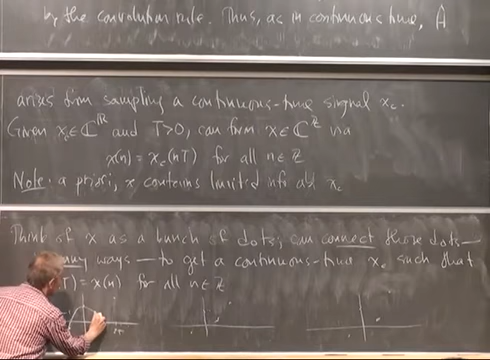 by the convolution rule. Thus, as in continuous time, Ĥ
arises from sampling a continuous-time signal x_c.
Given x_c ∈ ℂ^ℝ and T>0, can form x ∈ ℂ^ℤ via
x(n) = x_c(nT) for all n ∈ ℤ
Note: a priori, x contains limited info abt x_c
Think of x as a bunch of dots; can connect those dots—
many ways — to get a continuous-time x_c such that
T) = x(n) for all n ∈ ℤ